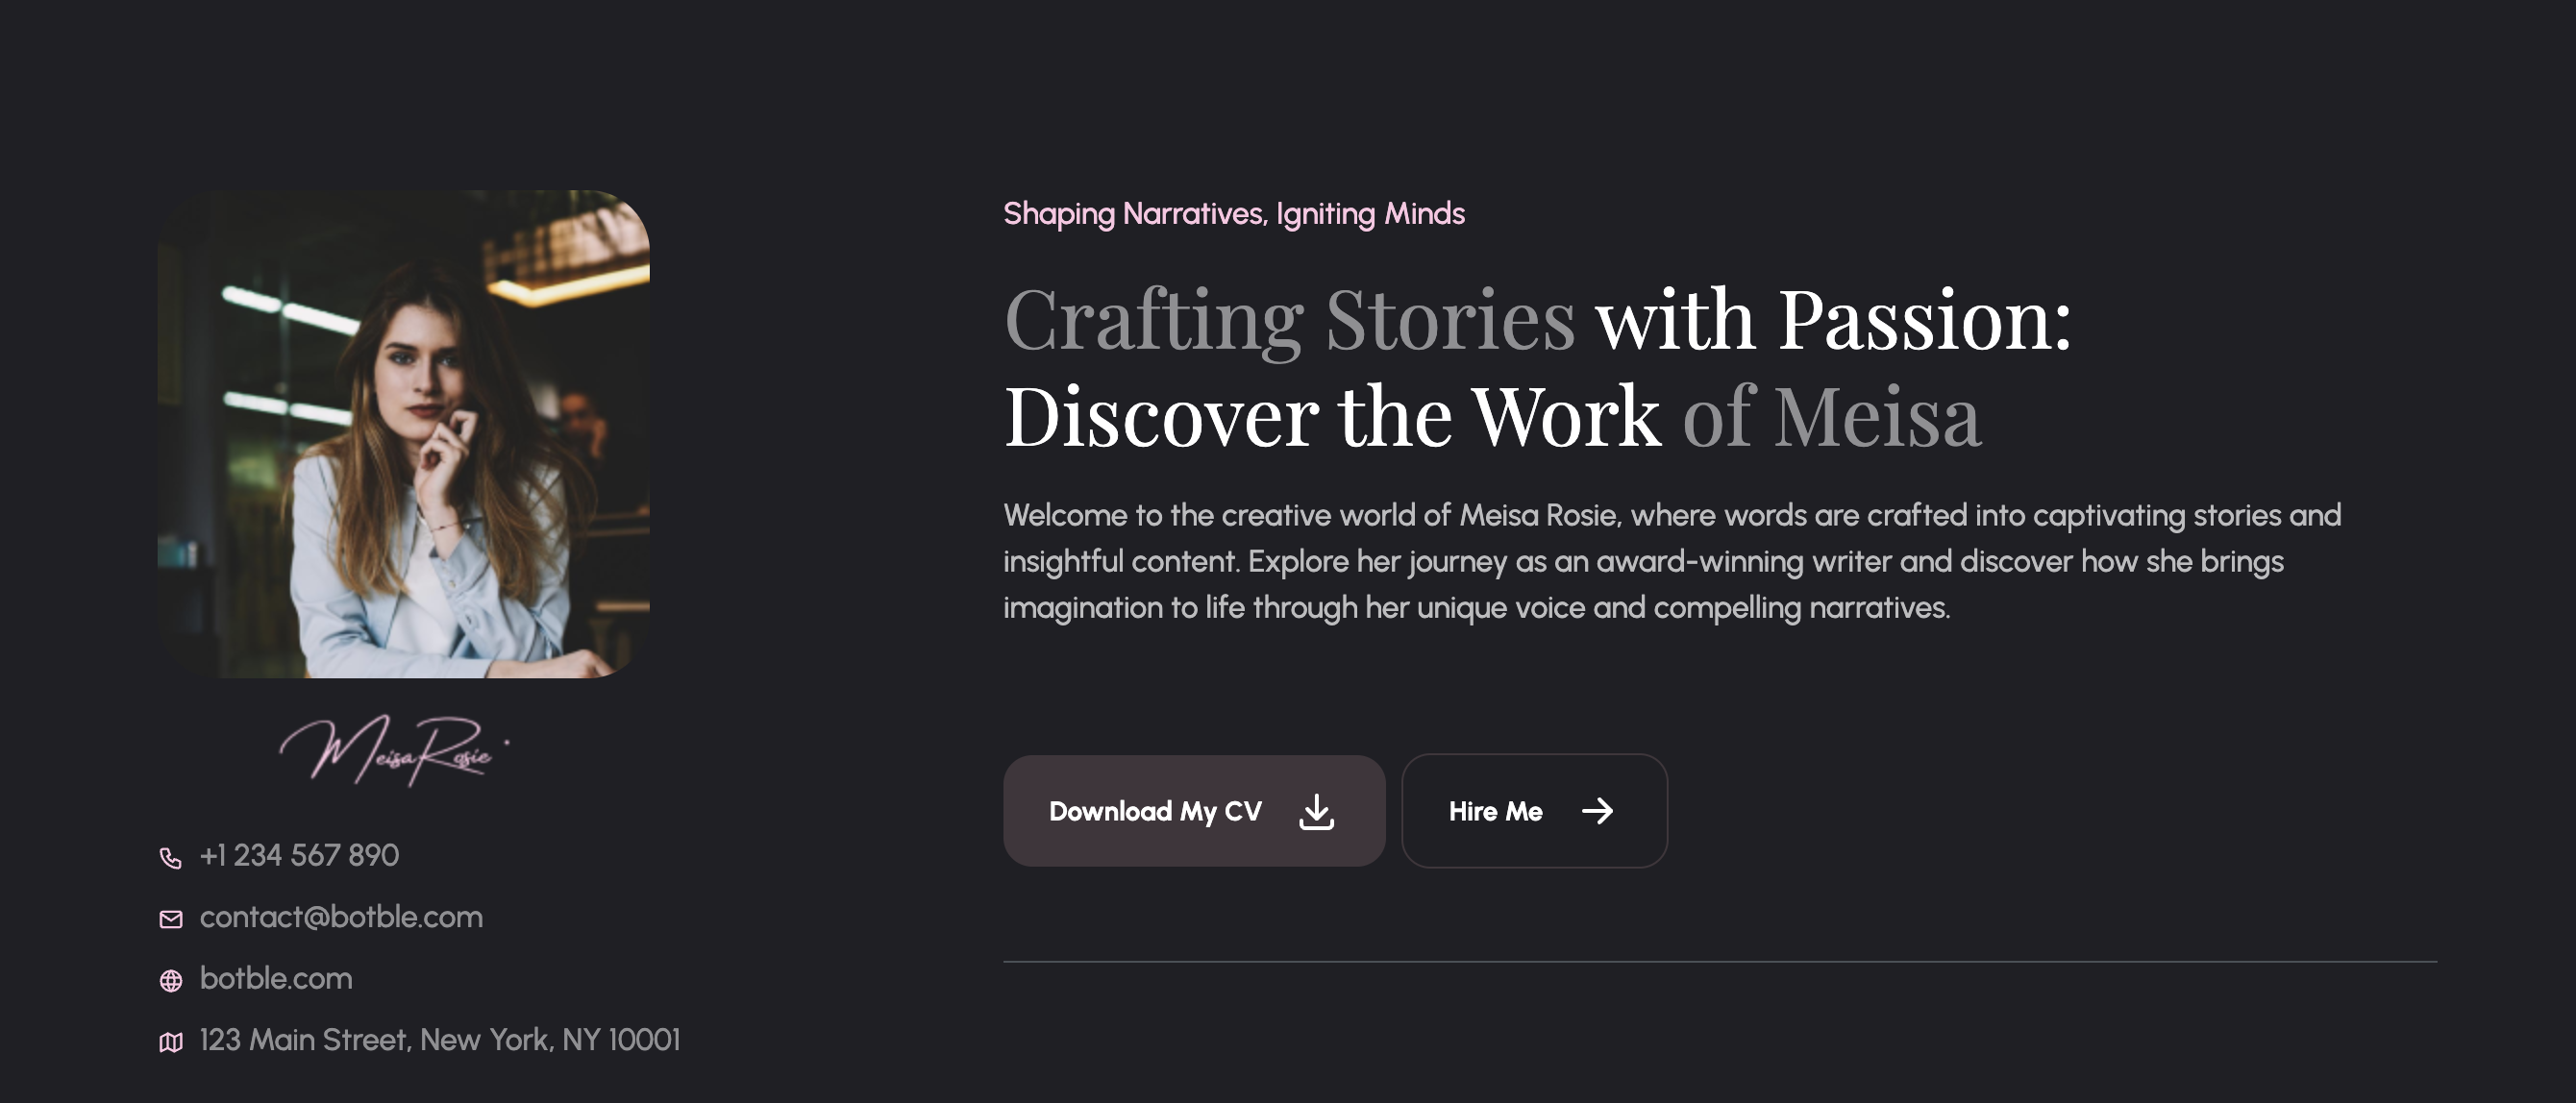 MeisaRosie
+1 234 567 890
contact@botble.com
botble.com
123 Main Street, New York, NY 10001
Shaping Narratives, Igniting Minds
Crafting Stories with Passion:
Discover the Work of Meisa
Welcome to the creative world of Meisa Rosie, where words are crafted into captivating stories and
insightful content. Explore her journey as an award-winning writer and discover how she brings
imagination to life through her unique voice and compelling narratives.
Download My CV
Hire Me